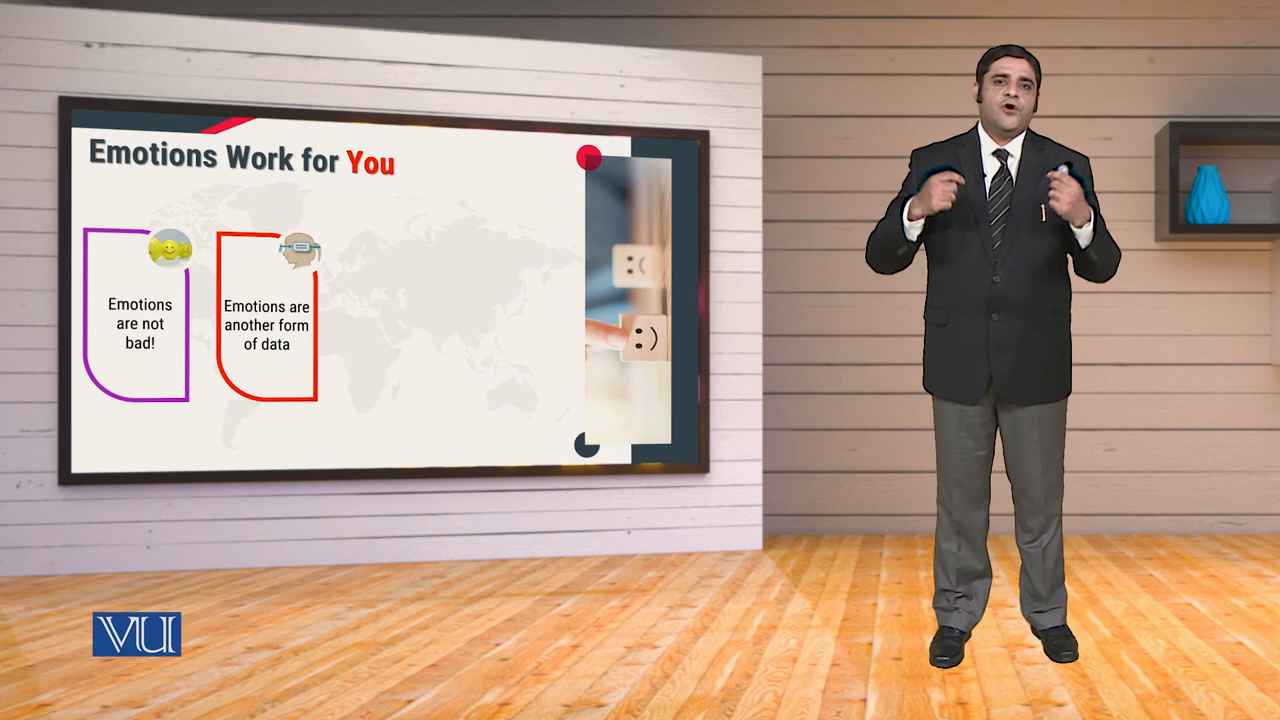 Emotions Work for You
Emotions
are not
bad!
Emotions are
another form
of data
VU